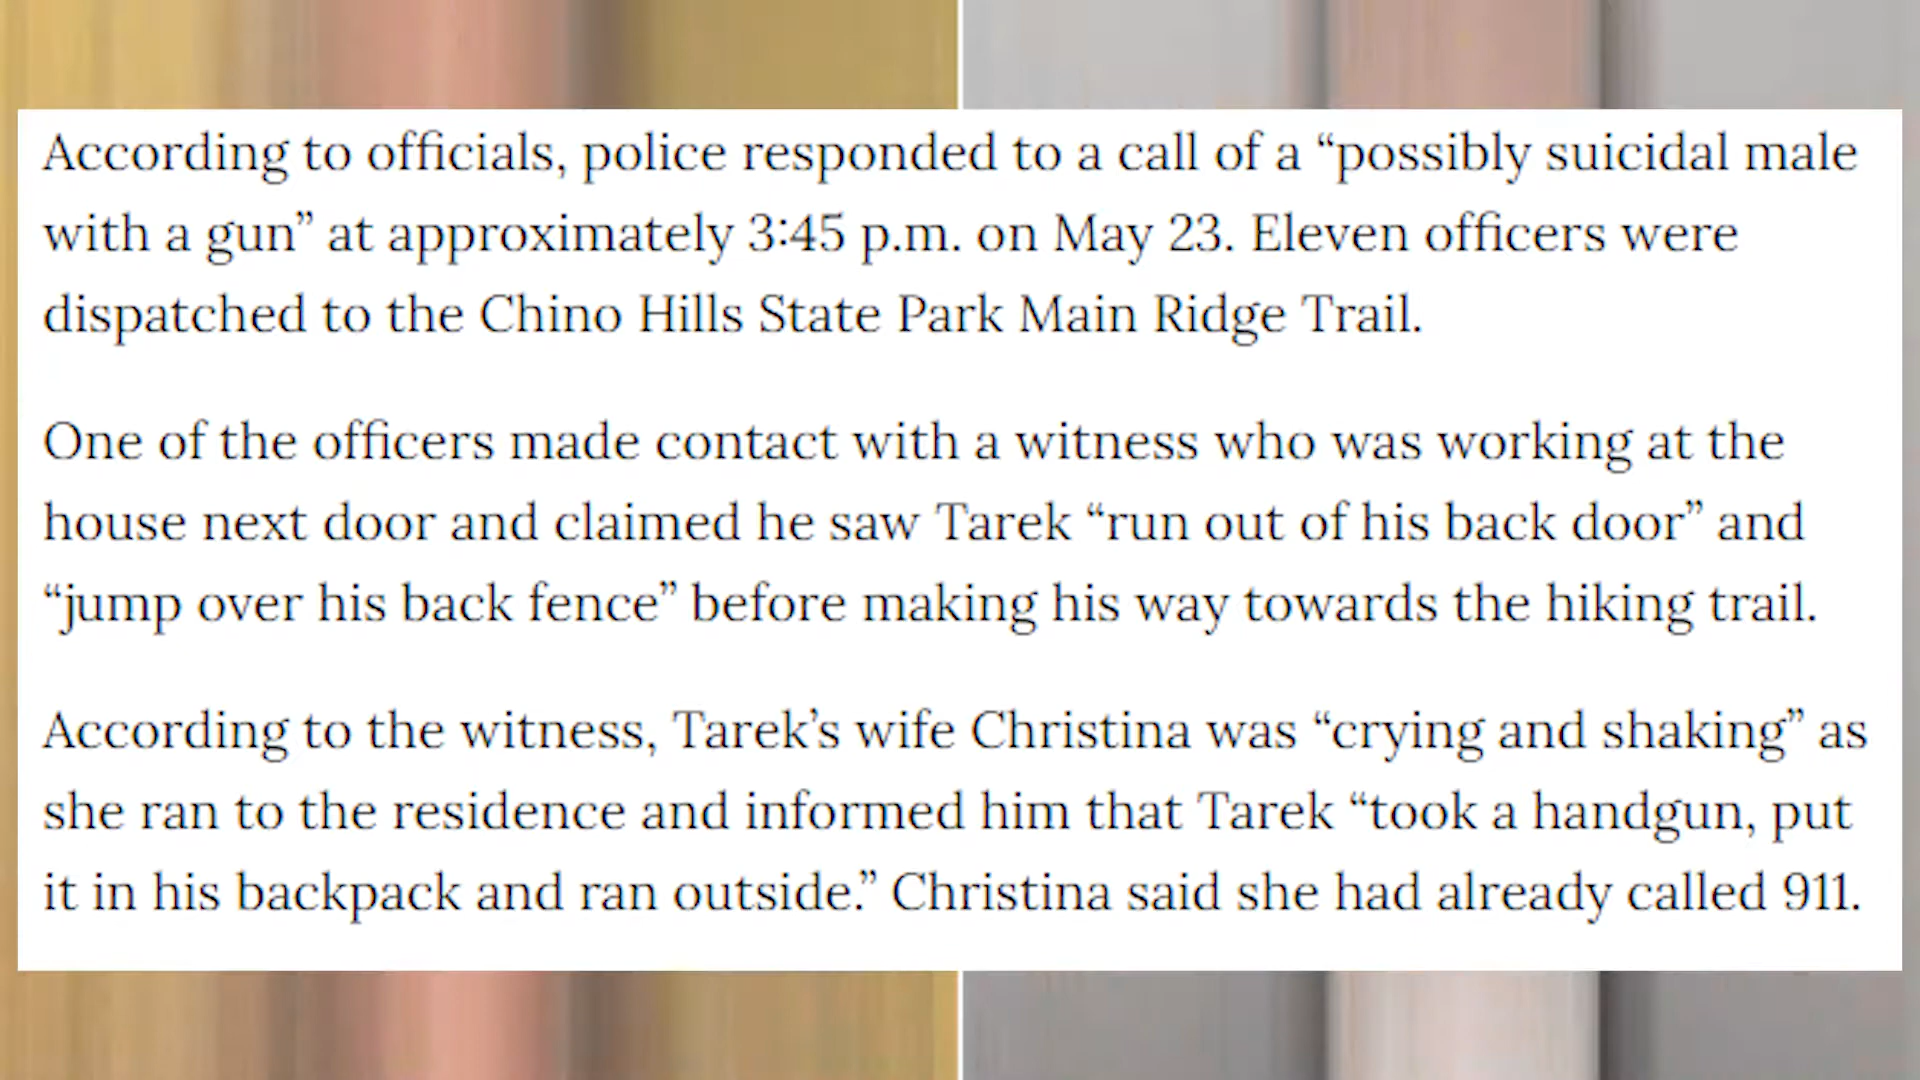 According to officials, police responded to a call of a “possibly suicidal male
with a gun” at approximately 3:45 p.m. on May 23. Eleven officers were
dispatched to the Chino Hills State Park Main Ridge Trail.
One of the officers made contact with a witness who was working at the
house next door and claimed he saw Tarek “run out of his back door” and
“jump over his back fence” before making his way towards the hiking trail.
According to the witness, Tarek’s wife Christina was “crying and shaking” as
she ran to the residence and informed him that Tarek “took a handgun, put
it in his backpack and ran outside.” Christina said she had already called 911.